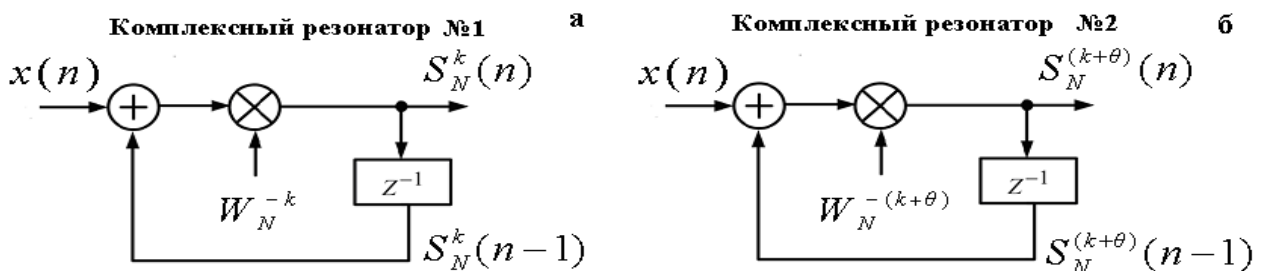 Комплексный резонатор №1 а
x(n)
S_N^k(n)
W_N^{-k}
Z^{-1}
S_N^k(n-1)
Комплексный резонатор №2 б
x(n)
S_N^{(k+θ)}(n)
W_N^{-(k+θ)}
Z^{-1}
S_N^{(k+θ)}(n-1)